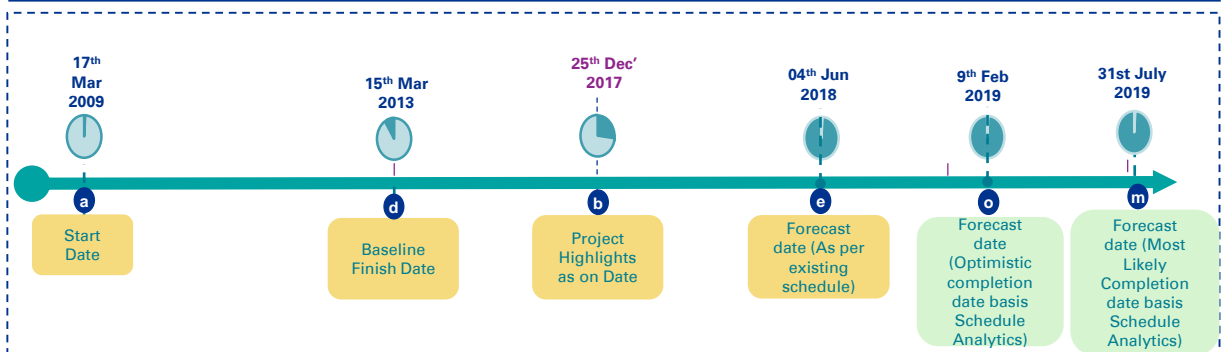 17th
Mar
2009
15th Mar
2013
25th Dec'
2017
04th Jun
2018
9th Feb
2019
31st July
2019
a
d
b
e
o
m
Start
Date
Baseline
Finish Date
Project
Highlights
as on Date
Forecast
date (As per
existing
schedule)
Forecast
date
(Optimistic
completion
date basis
Schedule
Analytics)
Forecast
date (Most
Likely
Completion
date basis
Schedule
Analytics)